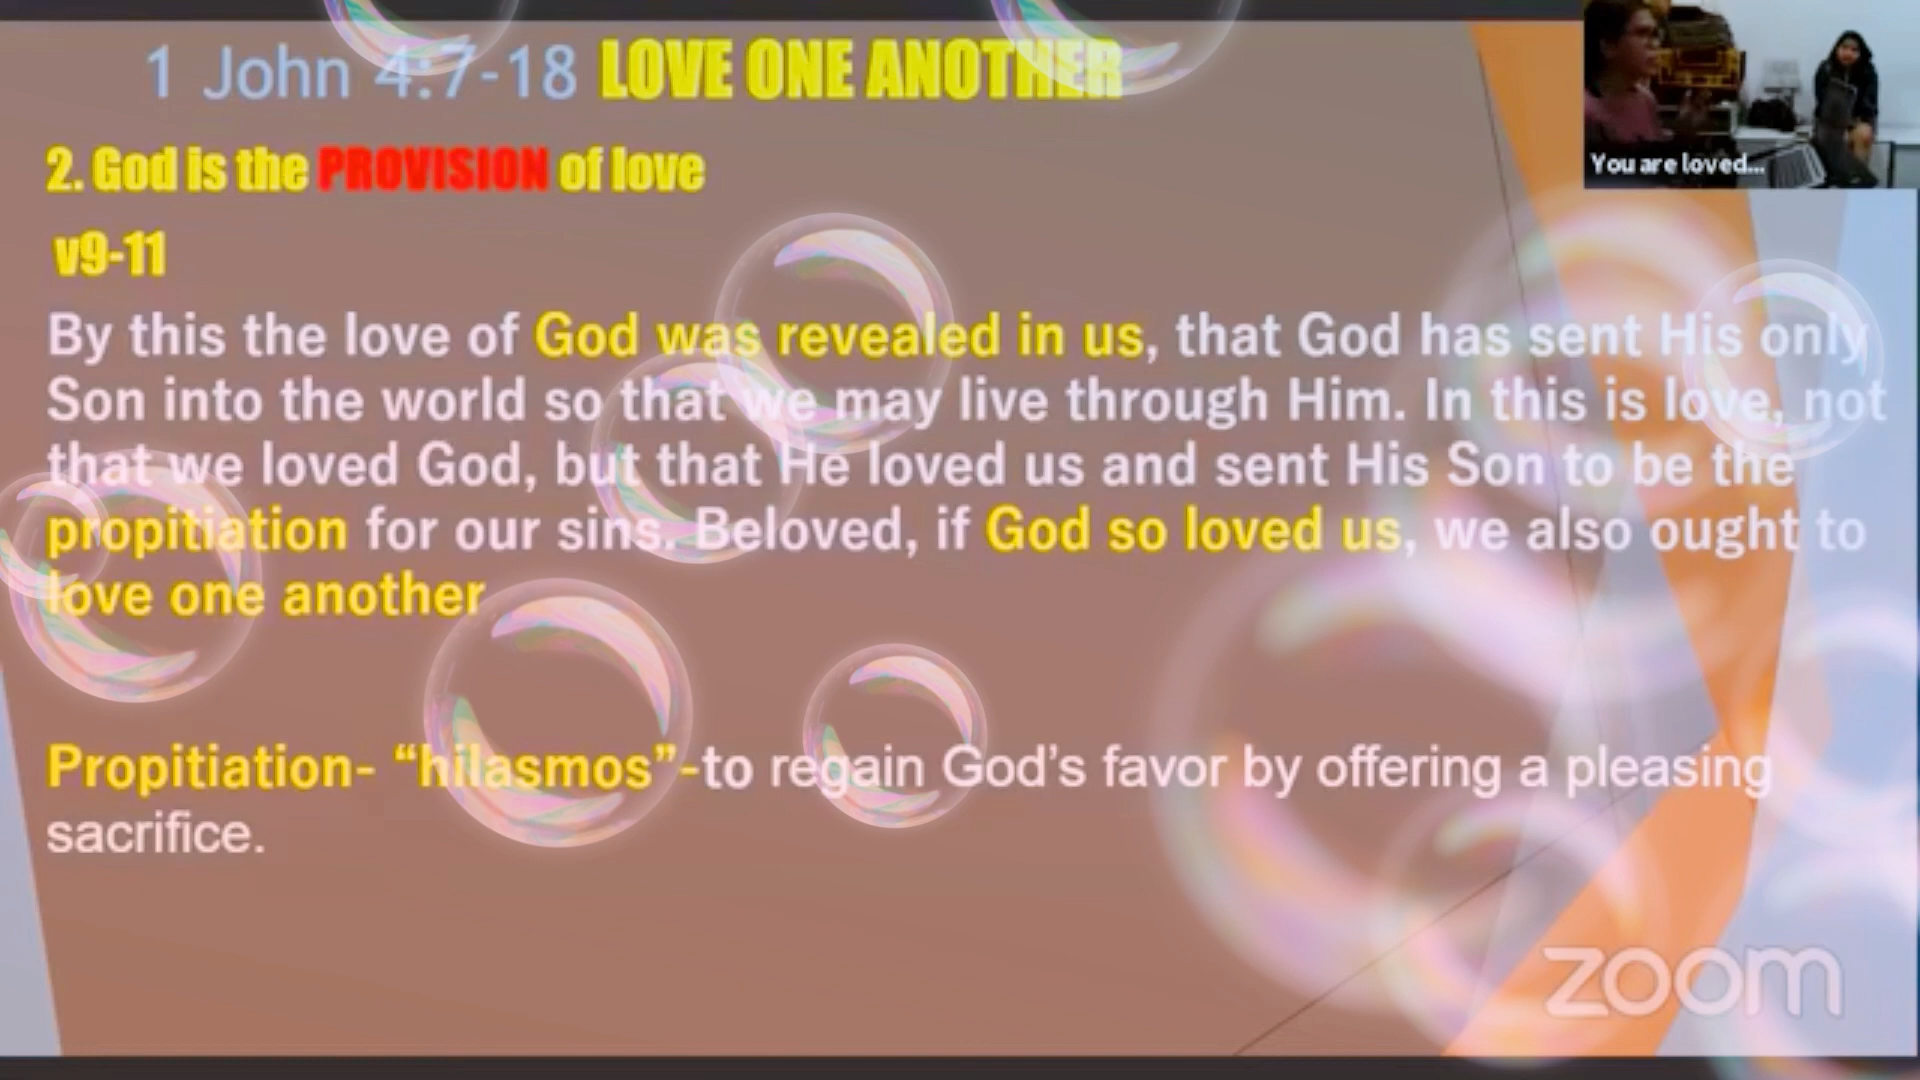 1 John 4:7-18 LOVE ONE ANOTHER
2. God is the PROVISION of love
v9-11
By this the love of God was revealed in us, that God has sent His only
Son into the world so that we may live through Him. In this is love, not
that we loved God, but that He loved us and sent His Son to be the
propitiation for our sins. Beloved, if God so loved us, we also ought to
love one another
Propitiation- “hilasmos”-to regain God’s favor by offering a pleasing
sacrifice.
You are loved...
zoom